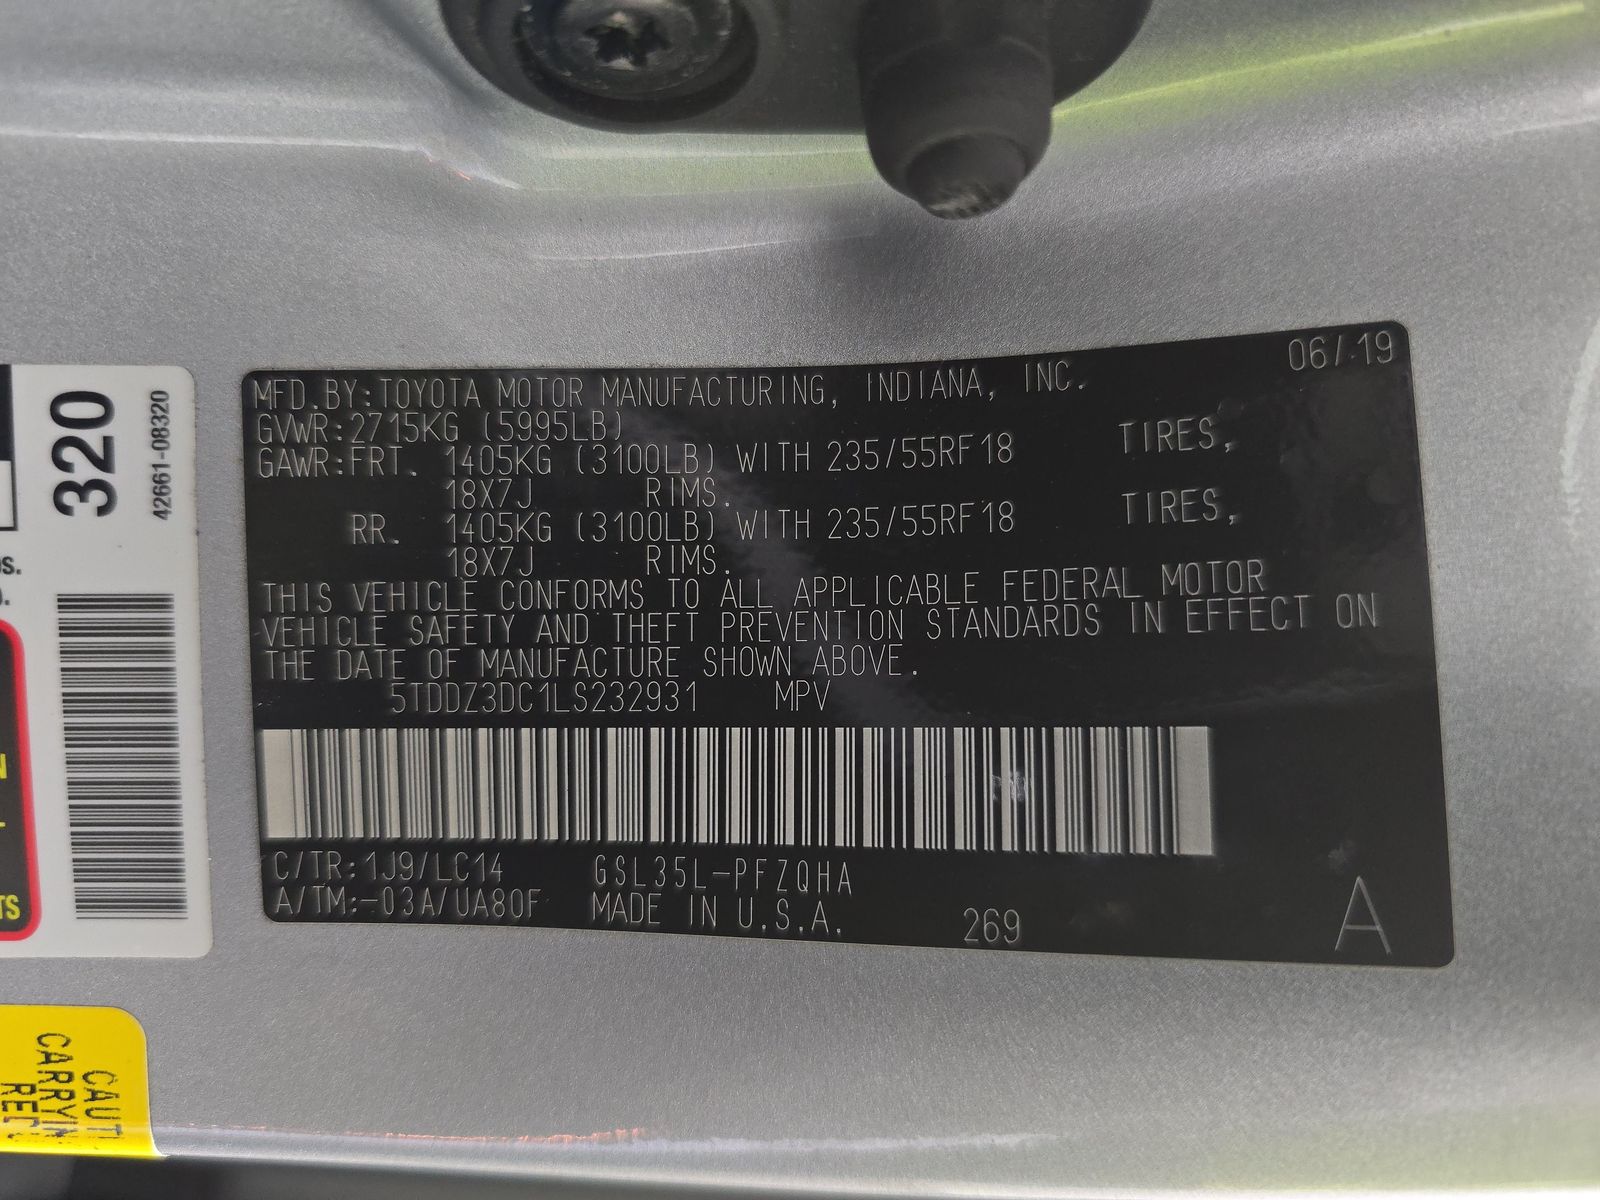 06/19
MFD.BY:TOYOTA MOTOR MANUFACTURING, INDIANA, INC.
GVWR:2715KG (5995LB)
GAWR:FRT. 1405KG (3100LB) WITH 235/55RF18 TIRES,
18X7J RIMS.
RR. 1405KG (3100LB) WITH 235/55RF18 TIRES,
18X7J RIMS.
THIS VEHICLE CONFORMS TO ALL APPLICABLE FEDERAL MOTOR
VEHICLE SAFETY AND THEFT PREVENTION STANDARDS IN EFFECT ON
THE DATE OF MANUFACTURE SHOWN ABOVE.
5TDDZ3DC1LS232931 MPV
C/TR:1J9/LC14 GSL35L-PFZQHA
A/TM:-03A/UA80F MADE IN U.S.A. 269 A
320
42661-08320